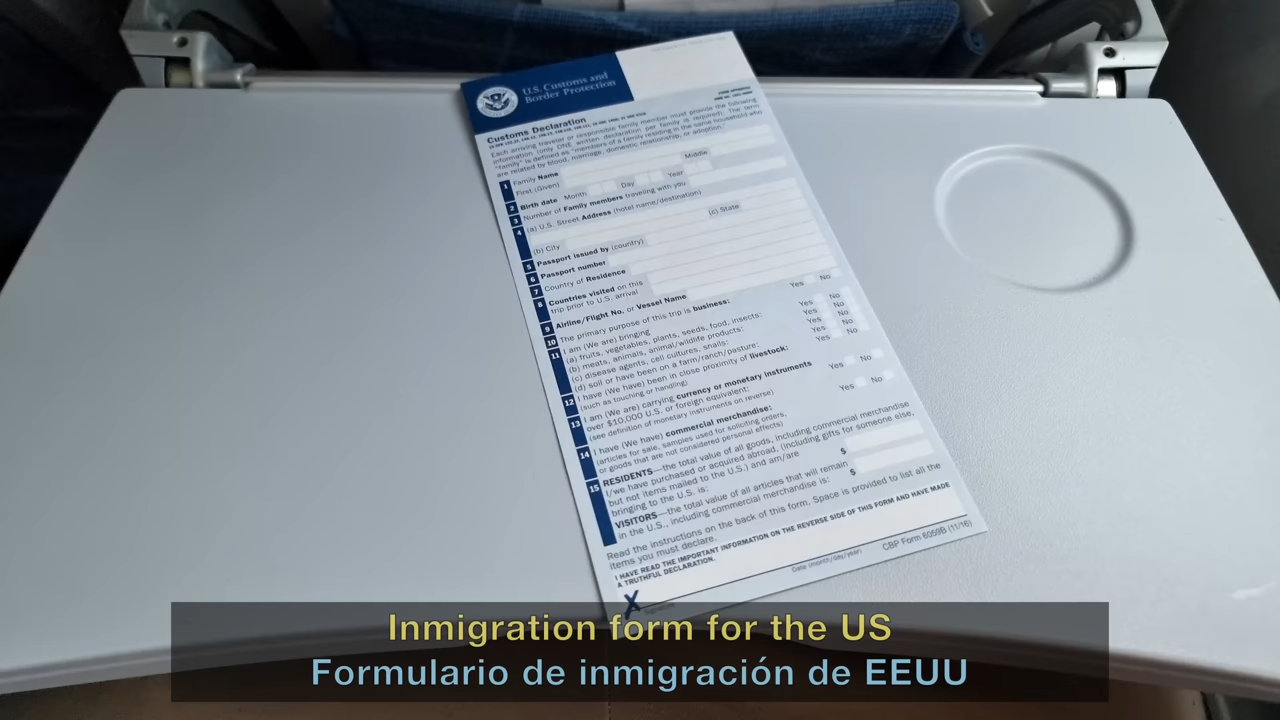 U.S. Customs and
Border Protection
Customs Declaration
FORM APPROVED
Each arriving traveler or responsible family member must provide the following
information (only ONE written declaration per family is required). The term
"family" is defined as "members of a family residing in the same household who
are related by blood, marriage, domestic relationship, or adoption."
1 Family Name
First (Given) Middle
2 Birth date Month Day Year
3 Number of Family members traveling with you
4 (a) U.S. Street Address (hotel name/destination)
(b) City (c) State
5 Passport issued by (country)
6 Passport number
7 Country of Residence
8 Countries visited on this
trip prior to U.S. arrival
9 Airline/Flight No. or Vessel Name
10 The primary purpose of this trip is business: Yes No
11 I am (We are) bringing
(a) fruits, vegetables, plants, seeds, food, insects: Yes No
(b) meats, animals, animal/wildlife products: Yes No
(c) disease agents, cell cultures, snails: Yes No
(d) soil or have been on a farm/ranch/pasture: Yes No
12 I have (We have) been in close proximity of livestock:
(such as touching or handling)
13 I am (We are) carrying currency or monetary instruments
over $10,000 U.S. or foreign equivalent: Yes No
(see definition of monetary instruments on reverse)
14 I have (We have) commercial merchandise: Yes No
(articles for sale, samples used for soliciting orders,
or goods that are not considered personal effects)
15 RESIDENTS—the total value of all goods, including commercial merchandise
I/we have purchased or acquired abroad, (including gifts for someone else,
but not items mailed to the U.S.) and am/are
bringing to the U.S. is: $
VISITORS—the total value of all articles that will remain
in the U.S., including commercial merchandise is: $
Read the instructions on the back of this form. Space is provided to list all the
items you must declare.
I HAVE READ THE IMPORTANT INFORMATION ON THE REVERSE SIDE OF THIS FORM AND HAVE MADE
A TRUTHFUL DECLARATION.
X
Signature
Date (month/day/year)
CBP Form 6059B (11/16)
Inmigration form for the US
Formulario de inmigración de EEUU